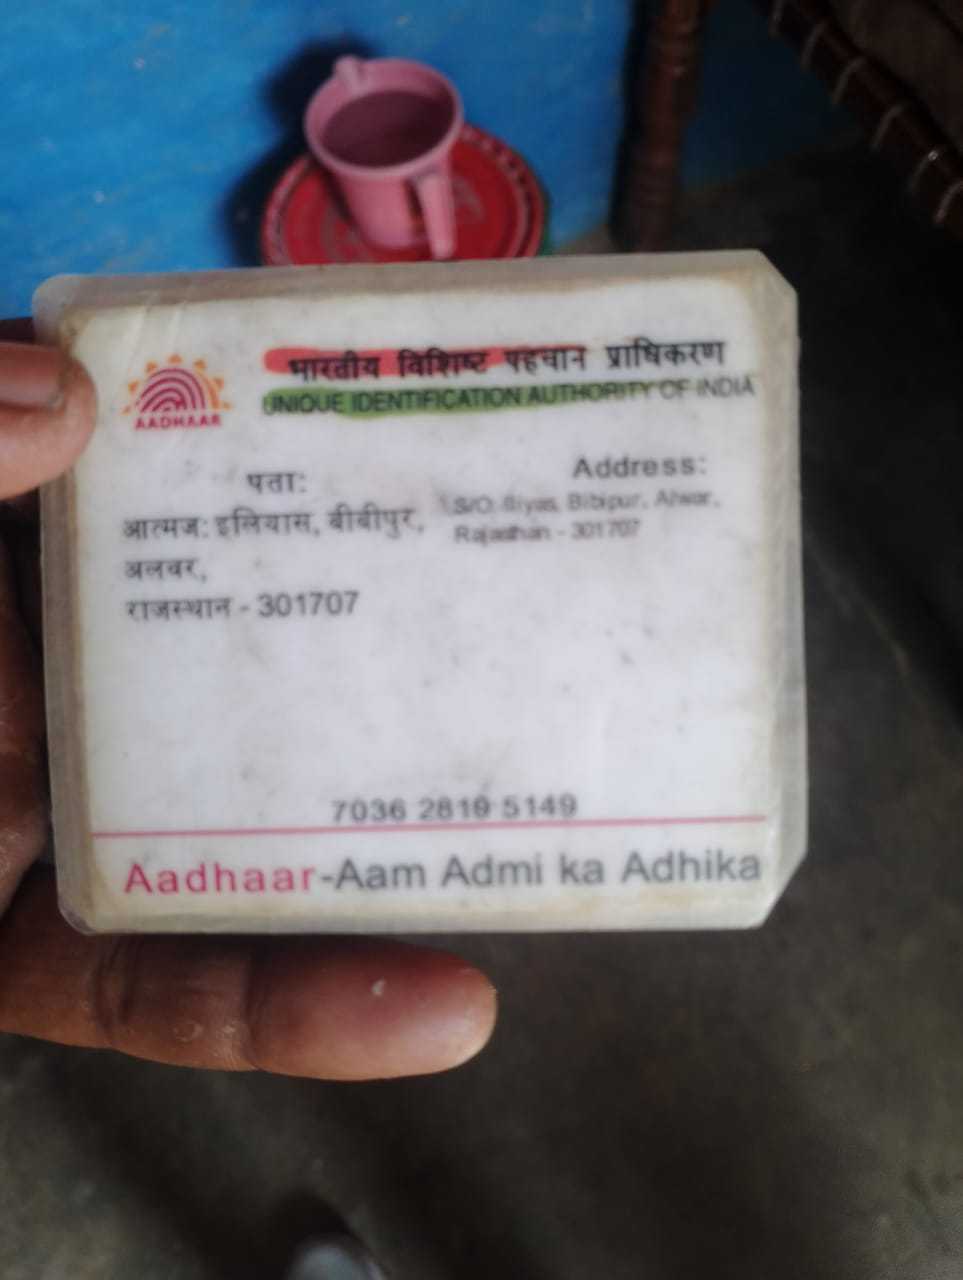 भारतीय विशिष्ट पहचान प्राधिकरण
UNIQUE IDENTIFICATION AUTHORITY OF INDIA
AADHAAR
पता:
आत्मज: इलियास, बीबीपुर,
अलवर,
राजस्थान - 301707
Address:
S/O: Bibipur, Alwar,
Rajasthan - 301707
7036 2819 5149
Aadhaar-Aam Admi ka Adhika